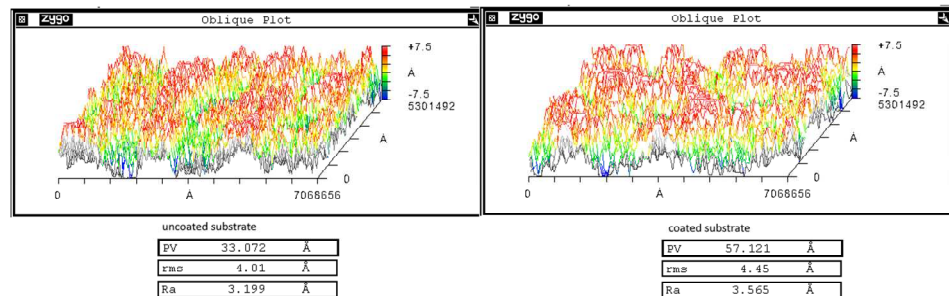 zygo Oblique Plot
+7.5
Å
-7.5
5301492
Å
0
0 Å 7068656
uncoated substrate
PV 33.072 Å
rms 4.01 Å
Ra 3.199 Å
zygo Oblique Plot
+7.5
Å
-7.5
5301492
Å
0
0 Å 7068656
coated substrate
PV 57.121 Å
rms 4.45 Å
Ra 3.565 Å